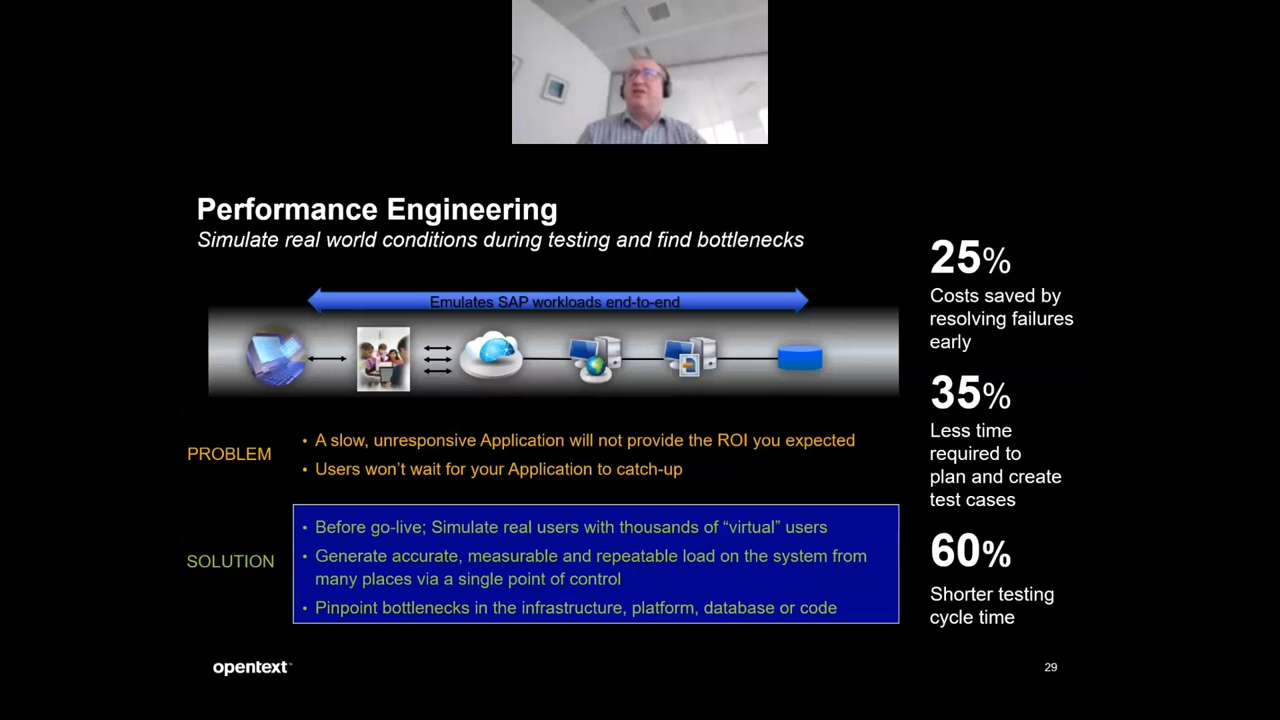 Performance Engineering
Simulate real world conditions during testing and find bottlenecks
Emulates SAP workloads end-to-end
PROBLEM
• A slow, unresponsive Application will not provide the ROI you expected
• Users won’t wait for your Application to catch-up
SOLUTION
• Before go-live; Simulate real users with thousands of “virtual” users
• Generate accurate, measurable and repeatable load on the system from
many places via a single point of control
• Pinpoint bottlenecks in the infrastructure, platform, database or code
25%
Costs saved by
resolving failures
early
35%
Less time
required to
plan and create
test cases
60%
Shorter testing
cycle time
opentext™
29